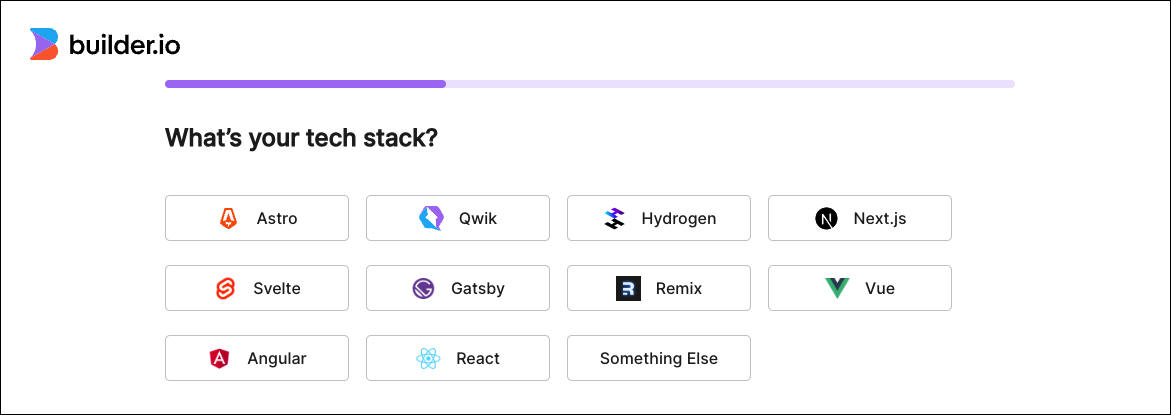 builder.io
What's your tech stack?
Astro
Qwik
Hydrogen
Next.js
Svelte
Gatsby
Remix
Vue
Angular
React
Something Else